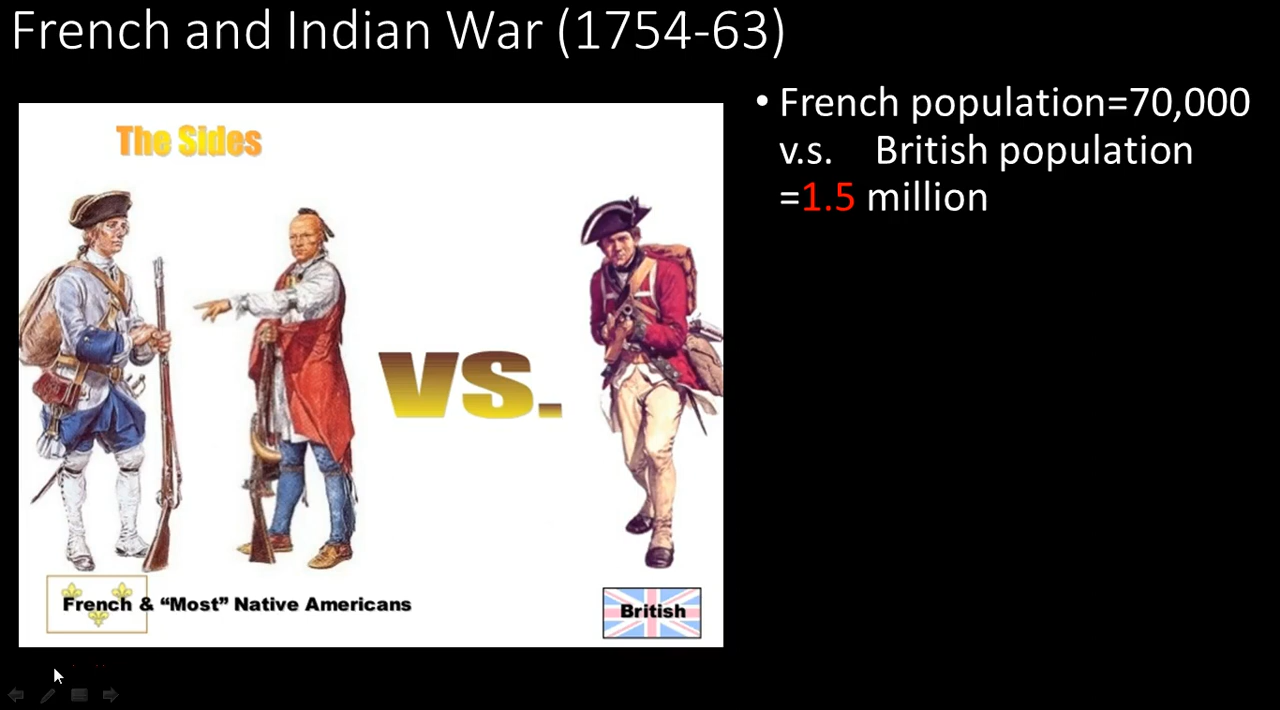 French and Indian War (1754-63)
The Sides
vs.
French & “Most” Native Americans
British
• French population=70,000
v.s. British population
=1.5 million